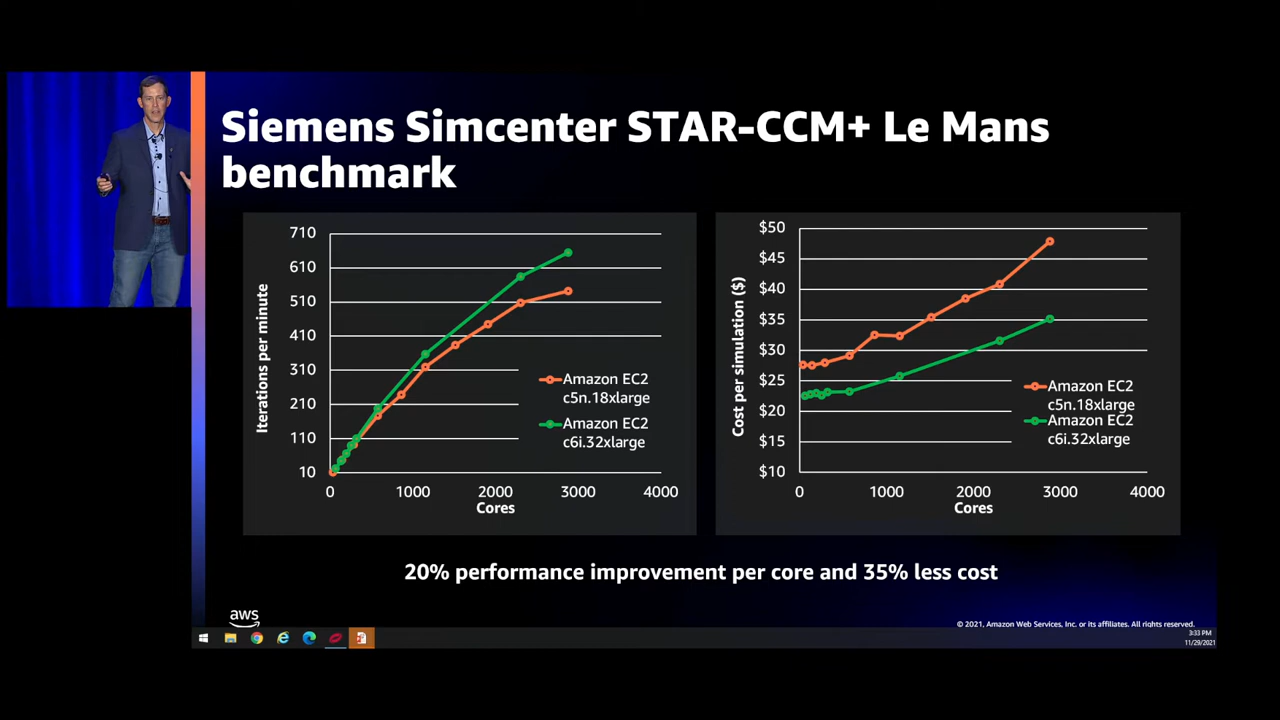 Siemens Simcenter STAR-CCM+ Le Mans
benchmark
Iterations per minute
710
610
510
410
310
210
110
10
0
1000
2000
3000
4000
Cores
Amazon EC2
c5n.18xlarge
Amazon EC2
c6i.32xlarge
Cost per simulation ($)
$50
$45
$40
$35
$30
$25
$20
$15
$10
0
1000
2000
3000
4000
Cores
Amazon EC2
c5n.18xlarge
Amazon EC2
c6i.32xlarge
20% performance improvement per core and 35% less cost
aws
© 2021, Amazon Web Services, Inc. or its affiliates. All rights reserved.
3:33 PM
11/29/2021